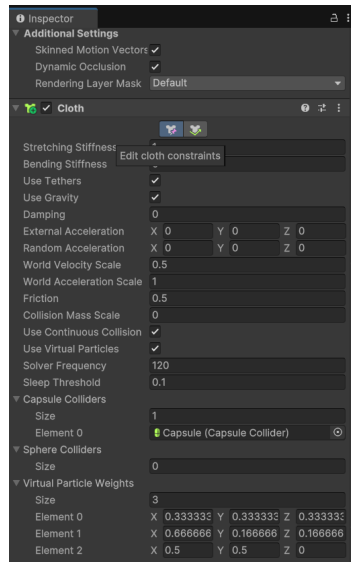 Inspector
Additional Settings
Skinned Motion Vectors
Dynamic Occlusion
Rendering Layer Mask Default
Cloth
Stretching Stiffness
Edit cloth constraints
Bending Stiffness
Use Tethers
Use Gravity
Damping 0
External Acceleration X 0 Y 0 Z 0
Random Acceleration X 0 Y 0 Z 0
World Velocity Scale 0.5
World Acceleration Scale 1
Friction 0.5
Collision Mass Scale 0
Use Continuous Collision
Use Virtual Particles
Solver Frequency 120
Sleep Threshold 0.1
Capsule Colliders
Size 1
Element 0 Capsule (Capsule Collider)
Sphere Colliders
Size 0
Virtual Particle Weights
Size 3
Element 0 X 0.333333 Y 0.333333 Z 0.333333
Element 1 X 0.666666 Y 0.166666 Z 0.166666
Element 2 X 0.5 Y 0.5 Z 0